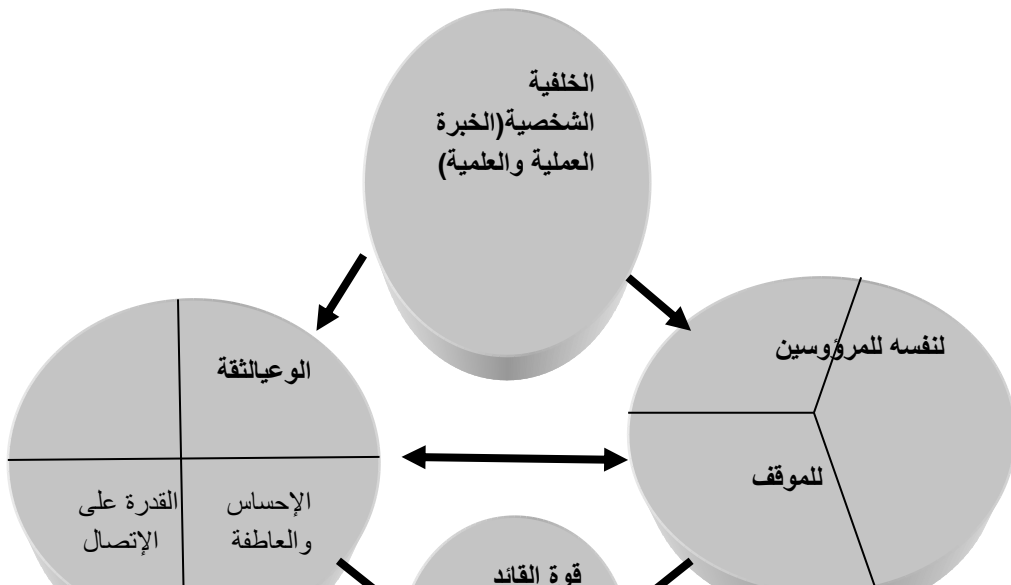 الخلفية
الشخصية(الخبرة
العملية والعلمية)
لنفسه للمرؤوسين
للموقف
الوعيالثقة
الإحساس
والعاطفة
القدرة على
الإتصال
قوة القائد